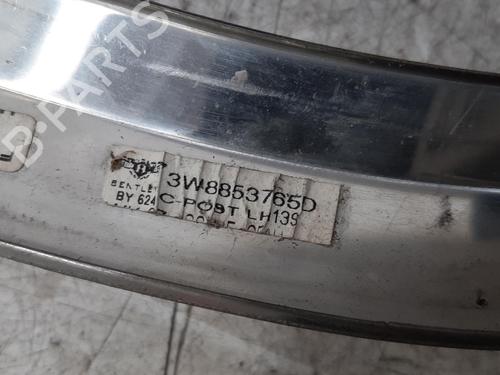 B-PARTS
BENTLEY 3W8853765D
BY 624 C-POST LH139